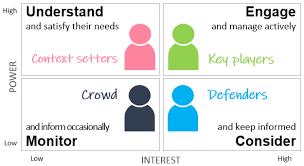 High
Understand
and satisfy their needs
Context setters
Engage
and manage actively
Key players
POWER
Crowd
and inform occasionally
Monitor
Defenders
and keep informed
Consider
Low
Low
INTEREST
High